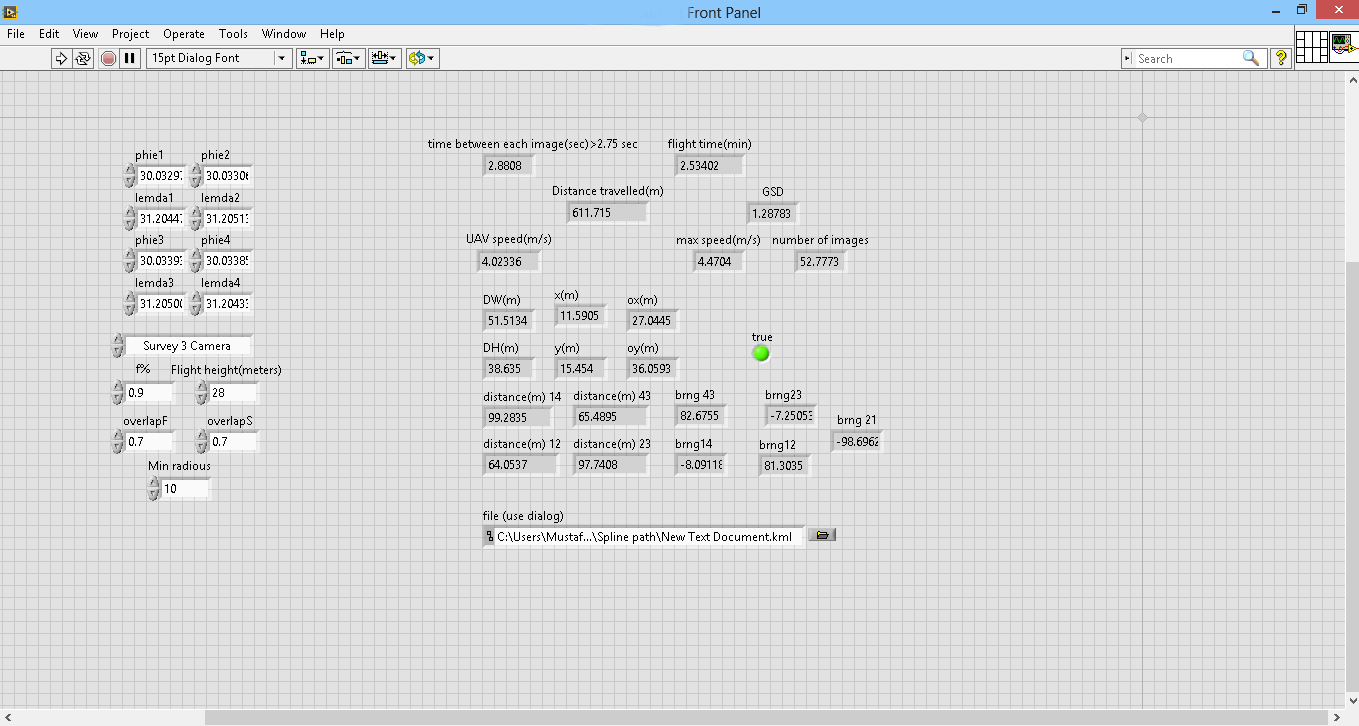 Front Panel
File Edit View Project Operate Tools Window Help
15pt Dialog Font
Search
?
time between each image(sec)>2.75 sec flight time(min)
2.8808 2.53402
phie1 phie2
30.0329 30.0330
lemda1 lemda2
31.2044 31.2051
phie3 phie4
30.0339 30.0338
lemda3 lemda4
31.2050 31.2043
Survey 3 Camera
f% Flight height(meters)
0.9 28
overlapF overlapS
0.7 0.7
Min radious
10
Distance travelled(m) GSD
611.715 1.28783
UAV speed(m/s) max speed(m/s) number of images
4.02336 4.4704 52.7773
DW(m) x(m) ox(m)
51.5134 11.5905 27.0445
true
DH(m) y(m) oy(m)
38.635 15.454 36.0593
distance(m) 14 distance(m) 43 brng 43 brng23
99.2835 65.4895 82.6755 -7.2505
brng 21
-98.696
distance(m) 12 distance(m) 23 brng14 brng12
64.0537 97.7408 -8.0911 81.3035
file (use dialog)
C:\Users\Mustaf...\Spline path\New Text Document.kml